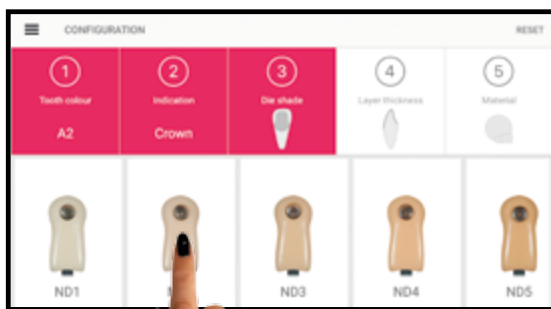 CONFIGURATION
RESET
1
2
3
4
5
Tooth colour
Indication
Die shade
Layer thickness
Material
A2
Crown
ND1
ND3
ND4
ND5